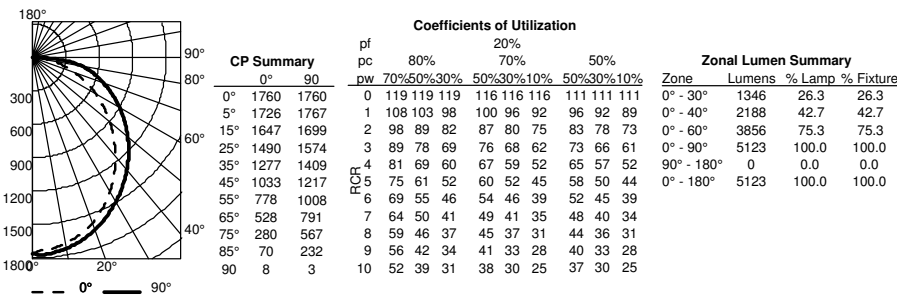 180°
90°
80°
60°
40°
300
600
900
1200
1500
1800
0°
20°
0°
90°
CP Summary
0° 90
0° 1760 1760
5° 1726 1767
15° 1647 1699
25° 1490 1574
35° 1277 1409
45° 1033 1217
55° 778 1008
65° 528 791
75° 280 567
85° 70 232
90 8 3
Coefficients of Utilization
pf 20%
pc 80% 70% 50%
pw 70%50%30% 50%30%10% 50%30%10%
RCR
0 119 119 119 116 116 116 111 111 111
1 108 103 98 100 96 92 96 92 89
2 98 89 82 87 80 75 83 78 73
3 89 78 69 76 68 62 73 66 61
4 81 69 60 67 59 52 65 57 52
5 75 61 52 60 52 45 58 50 44
6 69 55 46 54 46 39 52 45 39
7 64 50 41 49 41 35 48 40 34
8 59 46 37 45 37 31 44 36 31
9 56 42 34 41 33 28 40 33 28
10 52 39 31 38 30 25 37 30 25
Zonal Lumen Summary
Zone Lumens % Lamp % Fixture
0° - 30° 1346 26.3 26.3
0° - 40° 2188 42.7 42.7
0° - 60° 3856 75.3 75.3
0° - 90° 5123 100.0 100.0
90° - 180° 0 0.0 0.0
0° - 180° 5123 100.0 100.0